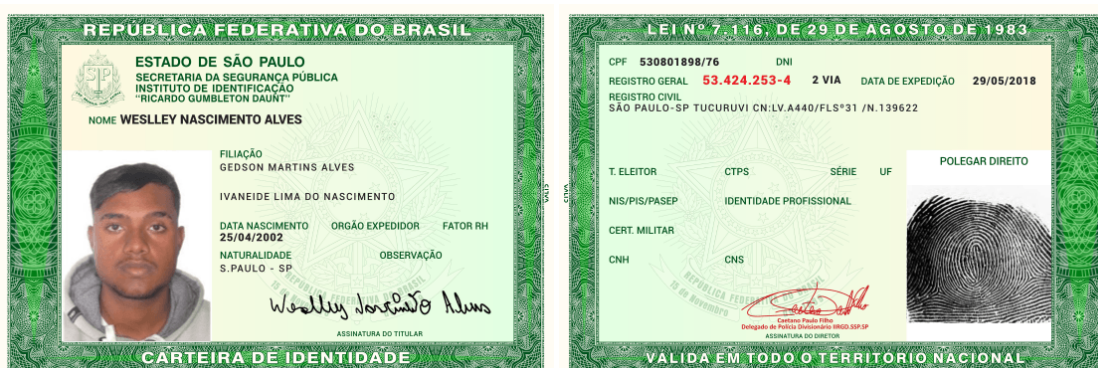 REPÚBLICA FEDERATIVA DO BRASIL
ESTADO DE SÃO PAULO
SECRETARIA DA SEGURANÇA PÚBLICA
INSTITUTO DE IDENTIFICAÇÃO
"RICARDO GUMBLETON DAUNT"
NOME WESLLEY NASCIMENTO ALVES
FILIAÇÃO
GEDSON MARTINS ALVES
IVANEIDE LIMA DO NASCIMENTO
DATA NASCIMENTO ORGÃO EXPEDIDOR FATOR RH
25/04/2002
NATURALIDADE OBSERVAÇÃO
S.PAULO - SP
ASSINATURA DO TITULAR
CARTEIRA DE IDENTIDADE
LEI Nº 7.116, DE 29 DE AGOSTO DE 1983
CPF 530801898/76 DNI
REGISTRO GERAL 53.424.253-4 2 VIA DATA DE EXPEDIÇÃO 29/05/2018
REGISTRO CIVIL
SÃO PAULO-SP TUCURUVI CN:LV.A440/FLSº31 /N.139622
POLEGAR DIREITO
T. ELEITOR CTPS SÉRIE UF
NIS/PIS/PASEP IDENTIDADE PROFISSIONAL
CERT. MILITAR
CNH CNS
Caetano Paulo Filho
Delegado de Polícia Divisionário IIRGD.SSP.SP
ASSINATURA DO DIRETOR
VÁLIDA EM TODO O TERRITÓRIO NACIONAL